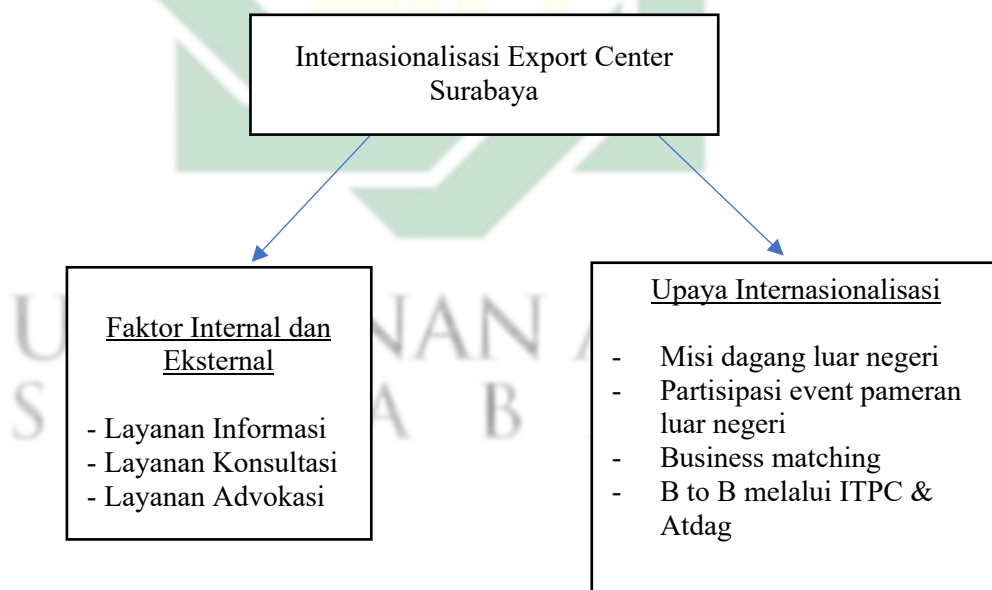 Internasionalisasi Export Center
Surabaya
Faktor Internal dan
Eksternal
- Layanan Informasi
- Layanan Konsultasi
- Layanan Advokasi
Upaya Internasionalisasi
- Misi dagang luar negeri
- Partisipasi event pameran
luar negeri
- Business matching
- B to B melalui ITPC &
Atdag